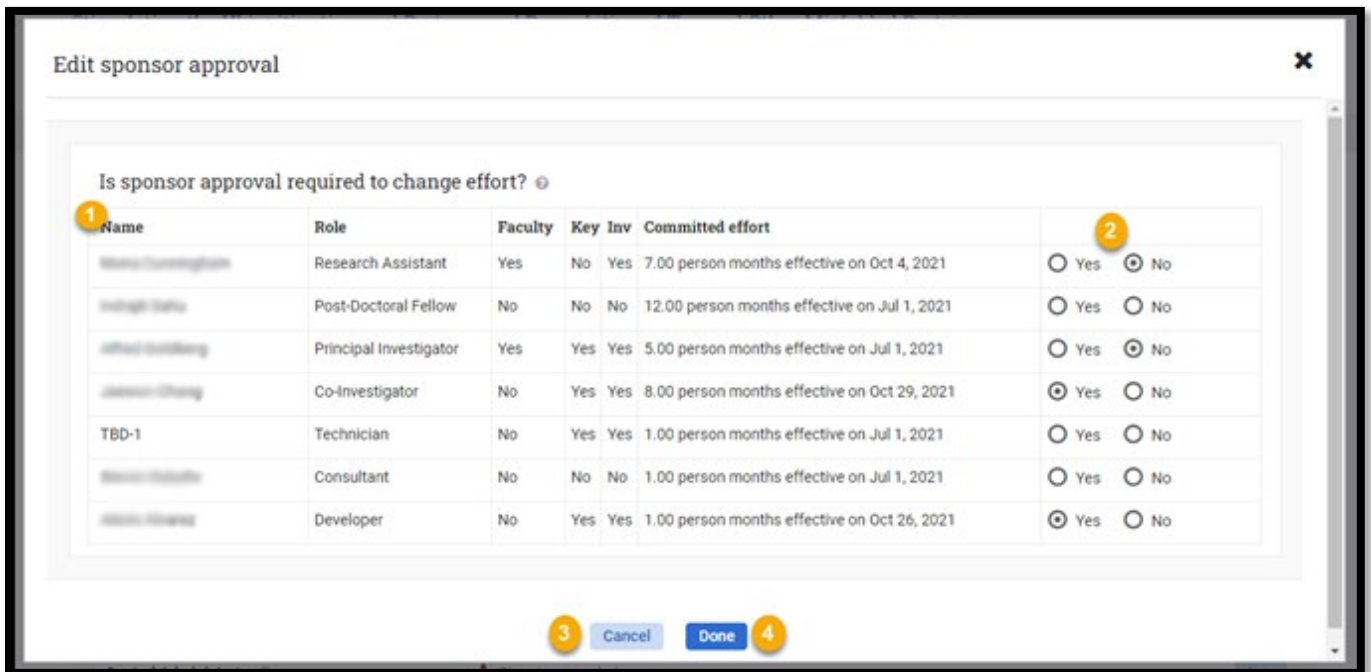 Edit sponsor approval
Is sponsor approval required to change effort?
1
Name Role Faculty Key Inv Committed effort 2
Research Assistant Yes No Yes 7.00 person months effective on Oct 4, 2021 Yes No
Post-Doctoral Fellow No No No 12.00 person months effective on Jul 1, 2021 Yes No
Principal Investigator Yes Yes Yes 5.00 person months effective on Jul 1, 2021 Yes No
Co-Investigator No Yes Yes 8.00 person months effective on Oct 29, 2021 Yes No
TBD-1 Technician No Yes Yes 1.00 person months effective on Jul 1, 2021 Yes No
Consultant No No No 1.00 person months effective on Jul 1, 2021 Yes No
Developer No Yes Yes 1.00 person months effective on Oct 26, 2021 Yes No
3 Cancel Done 4